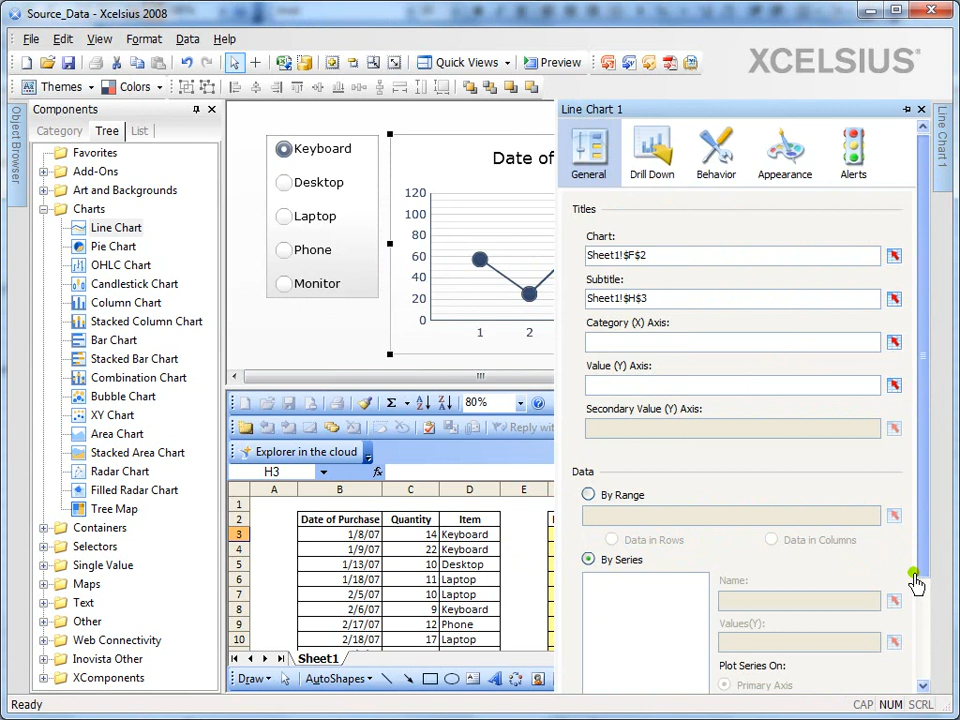 Source_Data - Xcelsius 2008
File Edit View Format Data Help
Quick Views Preview
XCELSIUS
Themes Colors
Components
Category Tree List
Favorites
Add-Ons
Art and Backgrounds
Charts
Line Chart
Pie Chart
OHLC Chart
Candlestick Chart
Column Chart
Stacked Column Chart
Bar Chart
Stacked Bar Chart
Combination Chart
Bubble Chart
XY Chart
Area Chart
Stacked Area Chart
Radar Chart
Filled Radar Chart
Tree Map
Containers
Selectors
Single Value
Maps
Text
Other
Web Connectivity
Inovista Other
XComponents
Object Browser
Keyboard
Desktop
Laptop
Phone
Monitor
Date of
120
100
80
60
40
20
0
1 2
80%
Reply wit
Explorer in the cloud
H3 fx
A B C D E
1
2 Date of Purchase Quantity Item
3 1/8/07 14 Keyboard
4 1/9/07 22 Keyboard
5 1/13/07 10 Desktop
6 1/18/07 11 Laptop
7 2/5/07 10 Laptop
8 2/6/07 9 Keyboard
9 2/17/07 12 Phone
10 2/18/07 17 Laptop
Sheet1
Draw AutoShapes
Line Chart 1
General Drill Down Behavior Appearance Alerts
Titles
Chart:
Sheet1!$F$2
Subtitle:
Sheet1!$H$3
Category (X) Axis:
Value (Y) Axis:
Secondary Value (Y) Axis:
Data
By Range
Data in Rows Data in Columns
By Series
Name:
Values(Y):
Plot Series On:
Primary Axis
Line Chart 1
Ready
CAP NUM SCRL